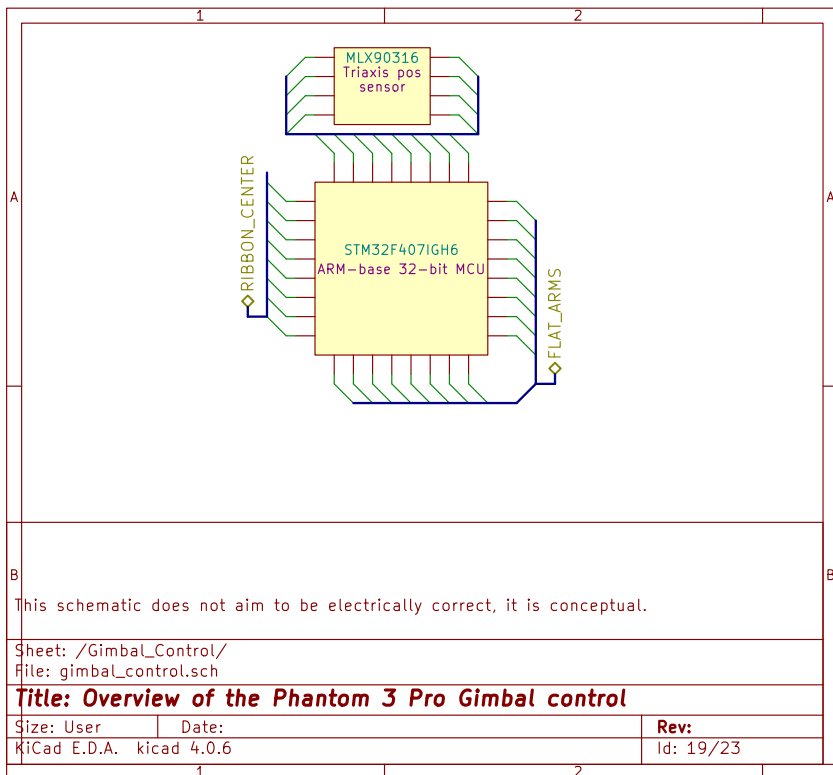 1 2
MLX90316
Triaxis pos
sensor
A A
RIBBON_CENTER
STM32F407IGH6
ARM-base 32-bit MCU
FLAT_ARMS
B B
This schematic does not aim to be electrically correct, it is conceptual.
Sheet: /Gimbal_Control/
File: gimbal_control.sch
Title: Overview of the Phantom 3 Pro Gimbal control
Size: User Date: Rev:
KiCad E.D.A. kicad 4.0.6 Id: 19/23
1 2